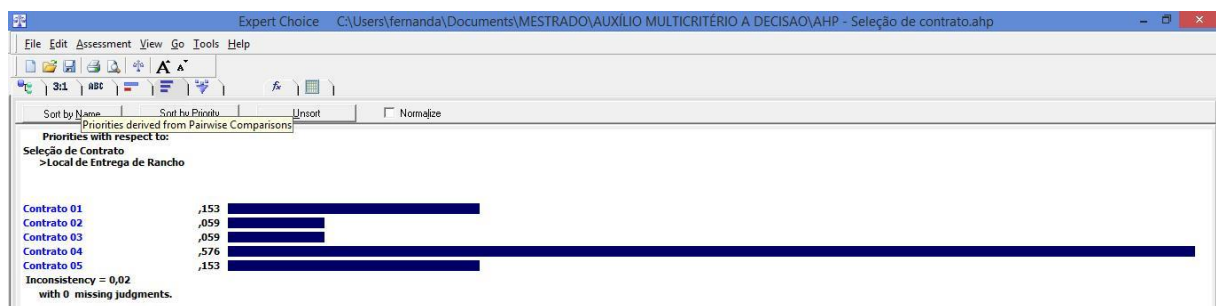 Expert Choice C:\Users\fernanda\Documents\MESTRADO\AUXÍLIO MULTICRITÉRIO A DECISAO\AHP - Seleção de contrato.ahp
File Edit Assessment View Go Tools Help
A A
3:1 ABC fx
Sort by Name Sort by Priority Unsort Normalize
Priorities derived from Pairwise Comparisons
Priorities with respect to:
Seleção de Contrato
>Local de Entrega de Rancho
Contrato 01 ,153
Contrato 02 ,059
Contrato 03 ,059
Contrato 04 ,576
Contrato 05 ,153
Inconsistency = 0,02
with 0 missing judgments.